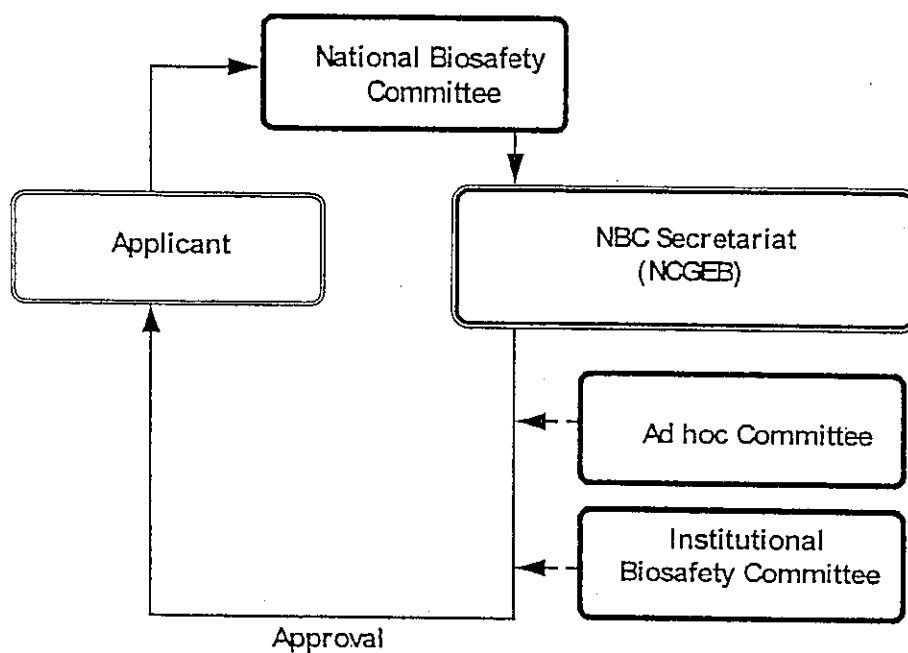 National Biosafety
Committee
Applicant
NBC Secretariat
(NCGEB)
Ad hoc Committee
Institutional
Biosafety Committee
Approval